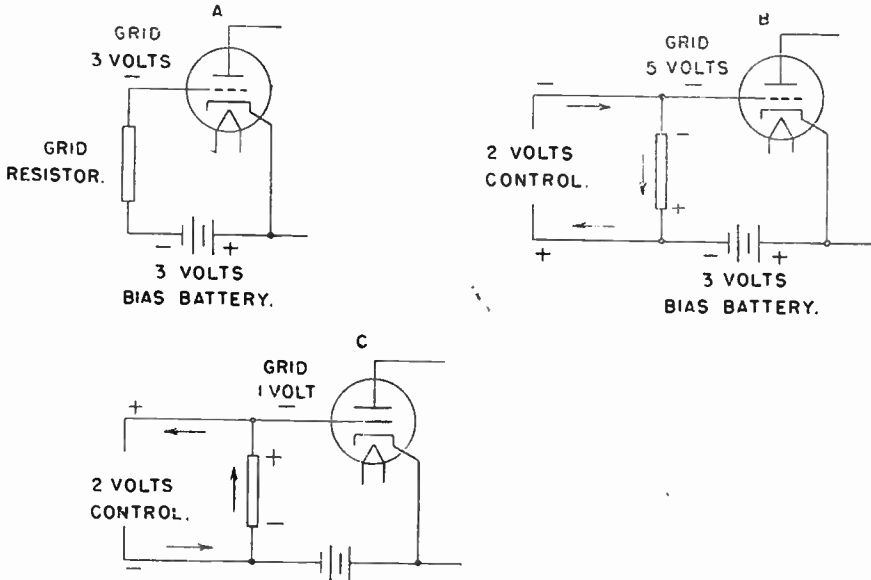 A
GRID
3 VOLTS
−
GRID
RESISTOR.
− +
3 VOLTS
BIAS BATTERY.
B
GRID
5 VOLTS
− −
−
2 VOLTS
CONTROL.
+
+ − +
3 VOLTS
BIAS BATTERY.
C
GRID
1 VOLT
+ −
+
2 VOLTS
CONTROL.
−
−